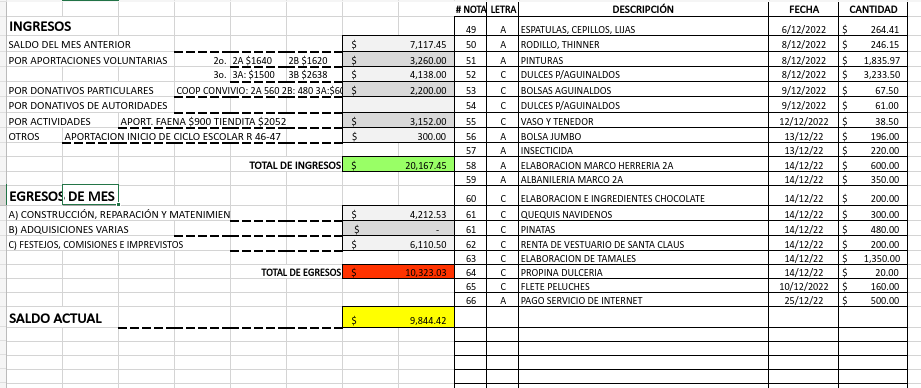 # NOTA LETRA DESCRIPCIÓN FECHA CANTIDAD
INGRESOS
SALDO DEL MES ANTERIOR $ 7,117.45
POR APORTACIONES VOLUNTARIAS 2o. 2A $1640 2B $1620 $ 3,260.00
3o. 3A: $1500 3B $2638 $ 4,138.00
POR DONATIVOS PARTICULARES COOP CONVIVIO: 2A 560 2B: 480 3A:$60 $ 2,200.00
POR DONATIVOS DE AUTORIDADES
POR ACTIVIDADES APORT. FAENA $900 TIENDITA $2052 $ 3,152.00
OTROS APORTACION INICIO DE CICLO ESCOLAR R 46-47 $ 300.00
TOTAL DE INGRESOS $ 20,167.45
EGRESOS DE MES
A) CONSTRUCCIÓN, REPARACIÓN Y MATENIMIEN $ 4,212.53
B) ADQUISICIONES VARIAS $ -
C) FESTEJOS, COMISIONES E IMPREVISTOS $ 6,110.50
TOTAL DE EGRESOS $ 10,323.03
SALDO ACTUAL $ 9,844.42
49 A ESPATULAS, CEPILLOS, LUAS 6/12/2022 $ 264.41
50 A RODILLO, THINNER 8/12/2022 $ 246.15
51 A PINTURAS 8/12/2022 $ 1,835.97
52 C DULCES P/AGUINALDOS 8/12/2022 $ 3,233.50
53 C BOLSAS AGUINALDOS 9/12/2022 $ 67.50
54 C DULCES P/AGUINALDOS 9/12/2022 $ 61.00
55 C VASO Y TENEDOR 12/12/2022 $ 38.50
56 A BOLSA JUMBO 13/12/22 $ 196.00
57 A INSECTICIDA 13/12/22 $ 220.00
58 A ELABORACION MARCO HERRERIA 2A 14/12/22 $ 600.00
59 A ALBANILERIA MARCO 2A 14/12/22 $ 350.00
60 C ELABORACION E INGREDIENTES CHOCOLATE 14/12/22 $ 200.00
61 C QUEQUIS NAVIDENOS 14/12/22 $ 300.00
61 C PINATAS 14/12/22 $ 480.00
62 C RENTA DE VESTUARIO DE SANTA CLAUS 14/12/22 $ 200.00
63 C ELABORACION DE TAMALES 14/12/22 $ 1,350.00
64 C PROPINA DULCERIA 14/12/22 $ 20.00
65 C FLETE PELUCHES 10/12/2022 $ 160.00
66 A PAGO SERVICIO DE INTERNET 25/12/22 $ 500.00